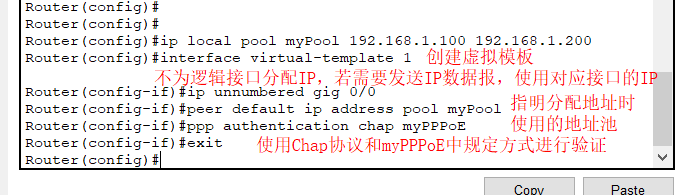 Router(config)#
Router(config)#
Router(config)#ip local pool myPool 192.168.1.100 192.168.1.200
Router(config)#interface virtual-template 1 创建虚拟模板
不为逻辑接口分配IP，若需要发送IP数据报，使用对应接口的IP
Router(config-if)#ip unnumbered gig 0/0
Router(config-if)#peer default ip address pool myPool 指明分配地址时
Router(config-if)#ppp authentication chap myPPPoE 使用的地址池
Router(config-if)#exit 使用Chap协议和myPPPoE中规定方式进行验证
Router(config)#
Copy Paste